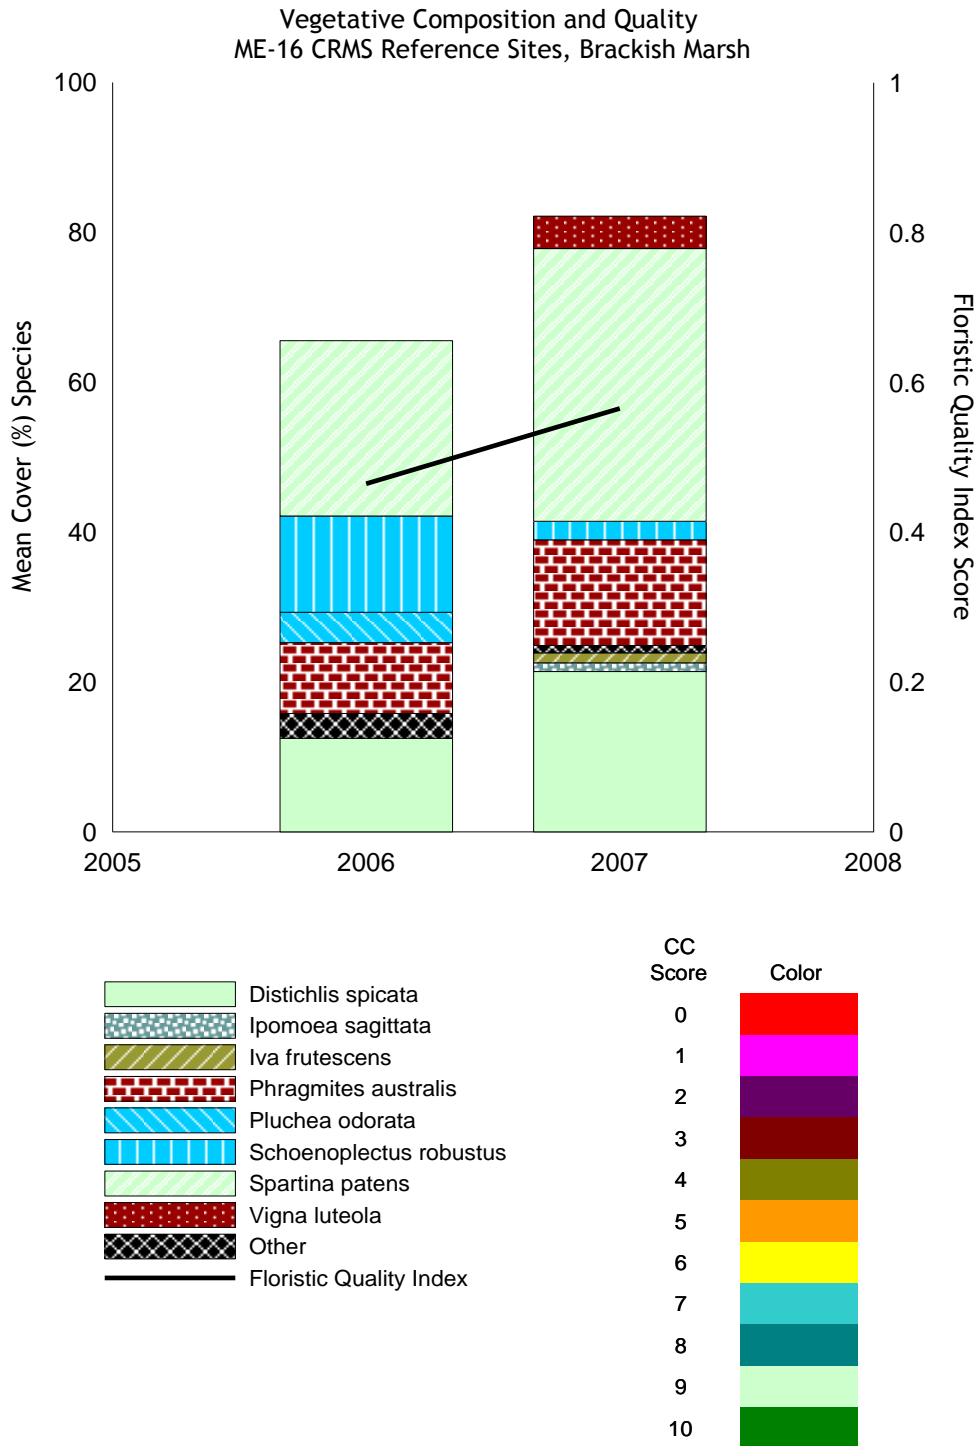 Vegetative Composition and Quality
ME-16 CRMS Reference Sites, Brackish Marsh
Mean Cover (%) Species
100
80
60
40
20
0
1
0.8
0.6
0.4
0.2
0
Floristic Quality Index Score
2005
2006
2007
2008
Distichlis spicata
Ipomoea sagittata
Iva frutescens
Phragmites australis
Pluchea odorata
Schoenoplectus robustus
Spartina patens
Vigna luteola
Other
Floristic Quality Index
CC
Score
Color
0
1
2
3
4
5
6
7
8
9
10